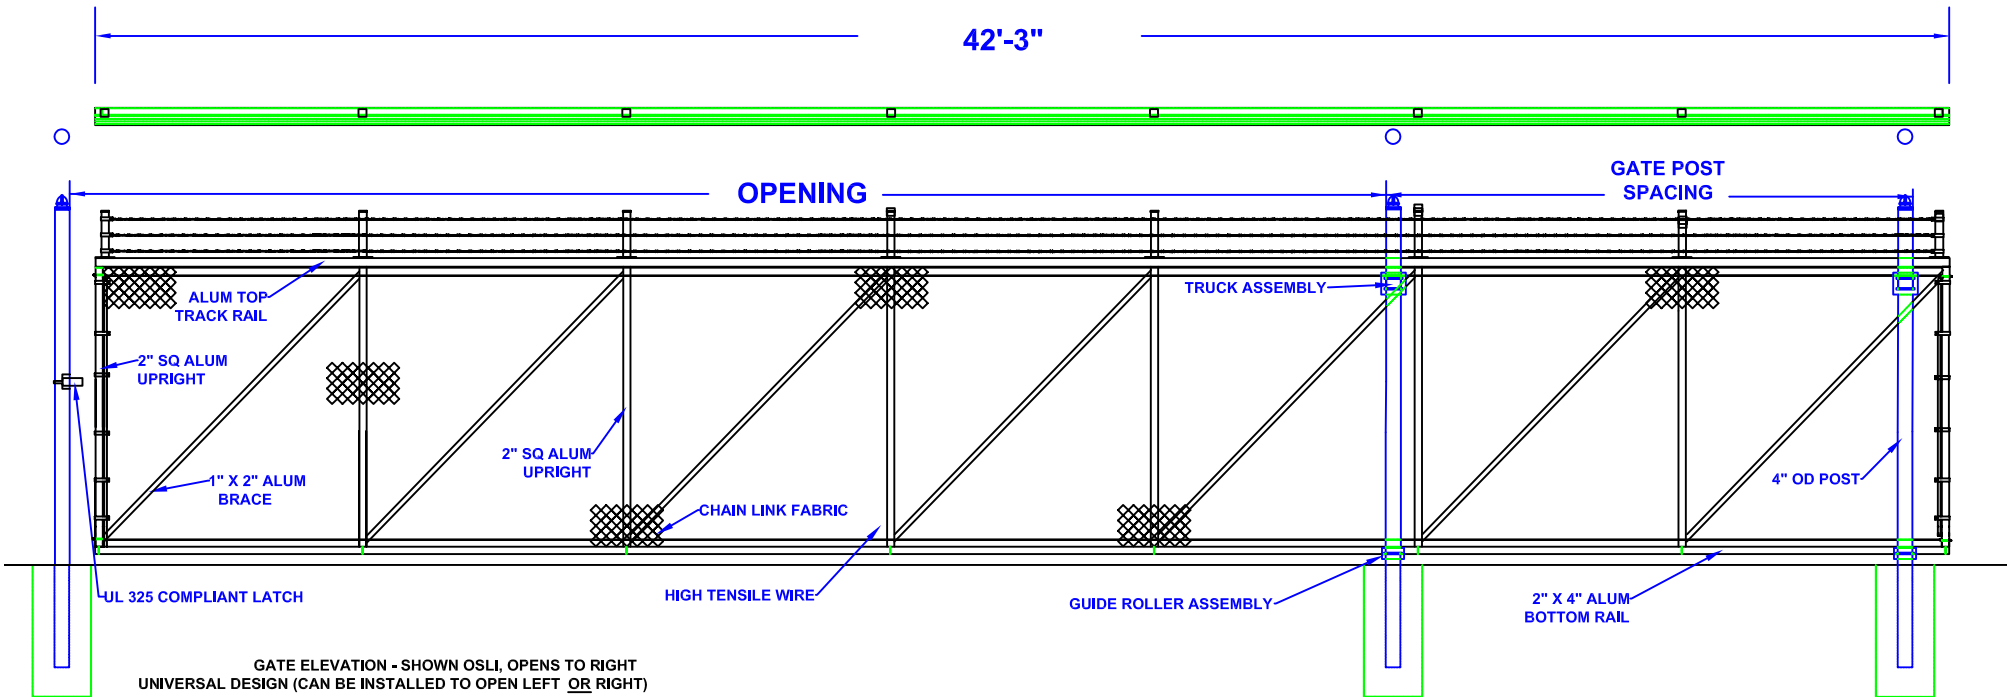 42'-3"
OPENING
GATE POST
SPACING
ALUM TOP
TRACK RAIL
TRUCK ASSEMBLY
2" SQ ALUM
UPRIGHT
2" SQ ALUM
UPRIGHT
1" X 2" ALUM
BRACE
4" OD POST
CHAIN LINK FABRIC
UL 325 COMPLIANT LATCH
HIGH TENSILE WIRE
GUIDE ROLLER ASSEMBLY
2" X 4" ALUM
BOTTOM RAIL
GATE ELEVATION - SHOWN OSLI, OPENS TO RIGHT
UNIVERSAL DESIGN (CAN BE INSTALLED TO OPEN LEFT OR RIGHT)